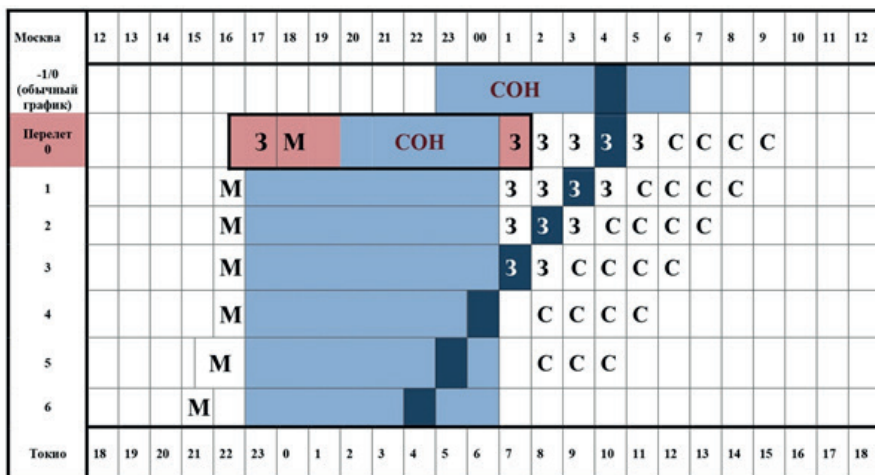 Москва 12 13 14 15 16 17 18 19 20 21 22 23 00 1 2 3 4 5 6 7 8 9 10 11 12
-1/0
(обычный
график)
СОН
Перелет
0
З М СОН З З З З З С С С С
1 М З З З З С С С С
2 М З З З С С С С
3 М З З С С С С
4 М С С С С
5 М С С С
6 М
Токио 18 19 20 21 22 23 0 1 2 3 4 5 6 7 8 9 10 11 12 13 14 15 16 17 18